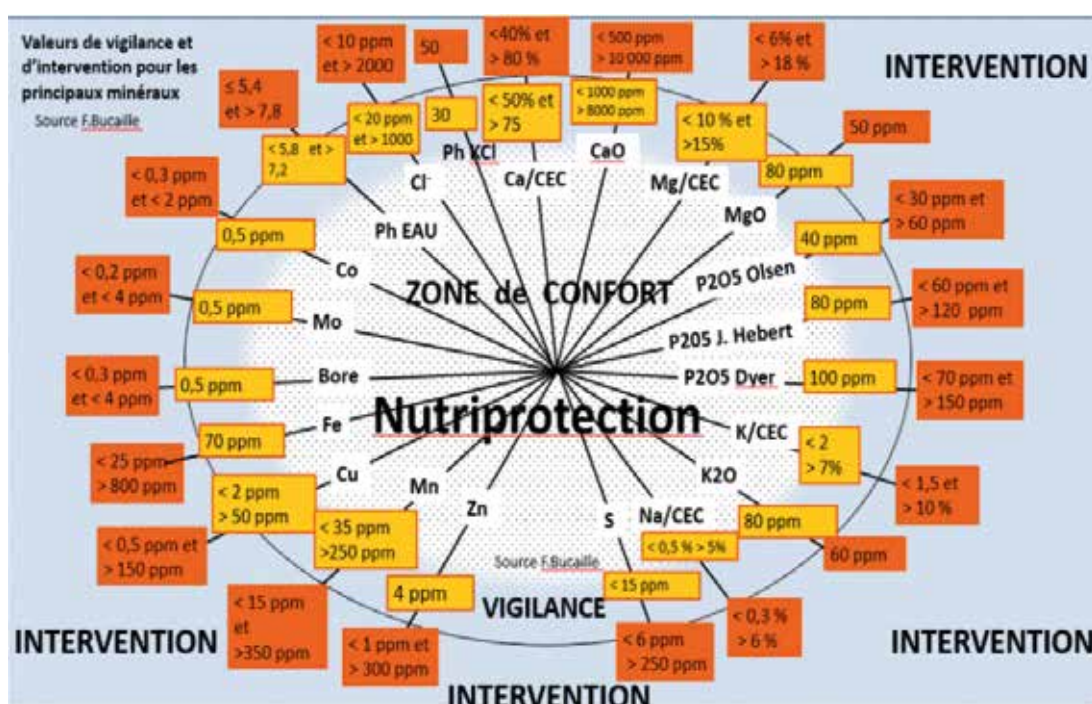 Valeurs de vigilance et
d'intervention pour les
principaux minéraux
Source F.Bucaille
INTERVENTION
≤ 5,4
et > 7,8
< 10 ppm
et > 2000
50
<40% et
> 80 %
< 500 ppm
> 10 000 ppm
< 6% et
> 18 %
50 ppm
< 30 ppm et
> 60 ppm
< 60 ppm et
> 120 ppm
< 70 ppm et
> 150 ppm
< 1,5 et
> 10 %
60 ppm
< 0,3 %
> 6 %
< 6 ppm
> 250 ppm
< 1 ppm et
> 300 ppm
< 15 ppm
et
>350 ppm
< 0,5 ppm et
> 150 ppm
< 25 ppm
> 800 ppm
< 0,3 ppm
et < 4 ppm
< 0,2 ppm
et < 4 ppm
< 0,3 ppm
et < 2 ppm
< 5,8 et >
7,2
< 20 ppm
et > 1000
30
< 50% et
> 75
< 1000 ppm
> 8000 ppm
< 10 % et
>15%
80 ppm
40 ppm
80 ppm
100 ppm
< 2
> 7%
80 ppm
< 0,5 % > 5%
< 15 ppm
4 ppm
< 35 ppm
>250 ppm
< 2 ppm
> 50 ppm
70 ppm
0,5 ppm
0,5 ppm
0,5 ppm
Ph EAU
Cl⁻
Ph KCl
Ca/CEC
CaO
Mg/CEC
MgO
P2O5 Olsen
P205 J. Hebert
P2O5 Dyer
K/CEC
K2O
Na/CEC
S
Zn
Mn
Cu
Fe
Bore
Mo
Co
ZONE de CONFORT
Nutriprotection
Source F.Bucaille
VIGILANCE
INTERVENTION
INTERVENTION
INTERVENTION